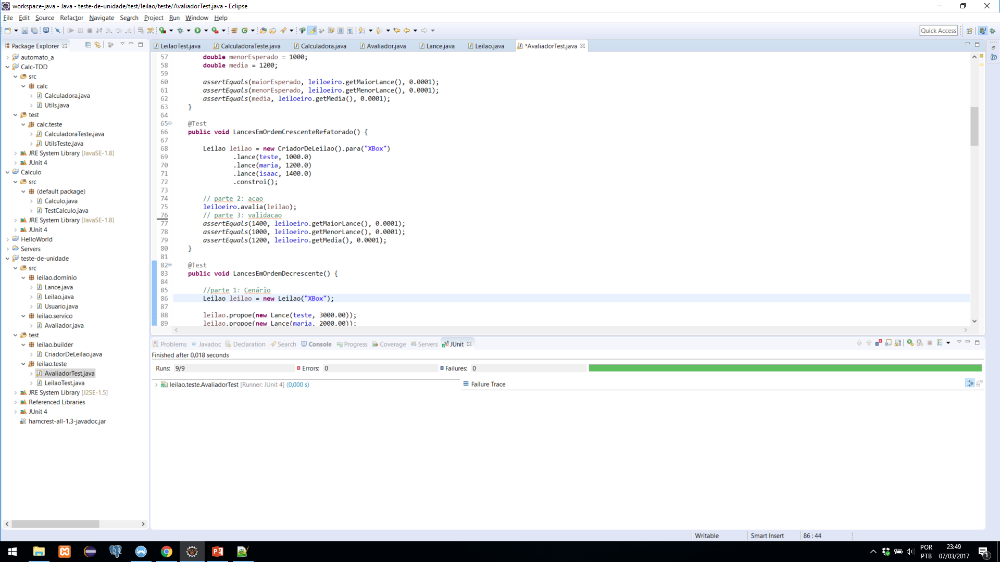 workspace-java - Java - teste-de-unidade/test/leilao/teste/AvaliadorTest.java - Eclipse
File Edit Source Refactor Navigate Search Project Run Window Help
Quick Access
Package Explorer
automato_a
Calc-TDD
src
calc
Calculadora.java
Utils.java
test
calc.teste
CalculadoraTeste.java
UtilsTeste.java
JRE System Library [JavaSE-1.8]
JUnit 4
Calculo
src
(default package)
Calculo.java
TestCalculo.java
JRE System Library [JavaSE-1.8]
JUnit 4
HelloWorld
Servers
teste-de-unidade
src
leilao.dominio
Lance.java
Leilao.java
Usuario.java
leilao.servico
Avaliador.java
test
leilao.builder
CriadorDeLeilao.java
leilao.teste
AvaliadorTest.java
LeilaoTest.java
JRE System Library [J2SE-1.5]
Referenced Libraries
JUnit 4
hamcrest-all-1.3-javadoc.jar
LeilaoTest.java CalculadoraTeste.java Calculadora.java Avaliador.java Lance.java Leilao.java *AvaliadorTest.java
57 double menorEsperado = 1000;
58 double media = 1200;
59
60 assertEquals(maiorEsperado, leiloeiro.getMaiorLance(), 0.0001);
61 assertEquals(menorEsperado, leiloeiro.getMenorLance(), 0.0001);
62 assertEquals(media, leiloeiro.getMedia(), 0.0001);
63 }
64
65 @Test
66 public void LancesEmOrdemCrescenteRefatorado() {
67
68 Leilao leilao = new CriadorDeLeilao().para("XBox")
69 .lance(teste, 1000.0)
70 .lance(maria, 1200.0)
71 .lance(isaac, 1400.0)
72 .constroi();
73
74 // parte 2: acao
75 leiloeiro.avalia(leilao);
76 // parte 3: validacao
77 assertEquals(1400, leiloeiro.getMaiorLance(), 0.0001);
78 assertEquals(1000, leiloeiro.getMenorLance(), 0.0001);
79 assertEquals(1200, leiloeiro.getMedia(), 0.0001);
80 }
81
82 @Test
83 public void LancesEmOrdemDecrescente() {
84
85 //parte 1: Cenário
86 Leilao leilao = new Leilao("XBox");
87
88 leilao.propoe(new Lance(teste, 3000.00));
89 leilao.propoe(new Lance(maria, 2000.00));
Problems Javadoc Declaration Search Console Progress Coverage Servers JUnit
Finished after 0,018 seconds
Runs: 9/9 Errors: 0 Failures: 0
leilao.teste.AvaliadorTest [Runner: JUnit 4] (0,000 s)
Failure Trace
Writable Smart Insert 86 : 44
POR
PTB
23:49
07/03/2017
1